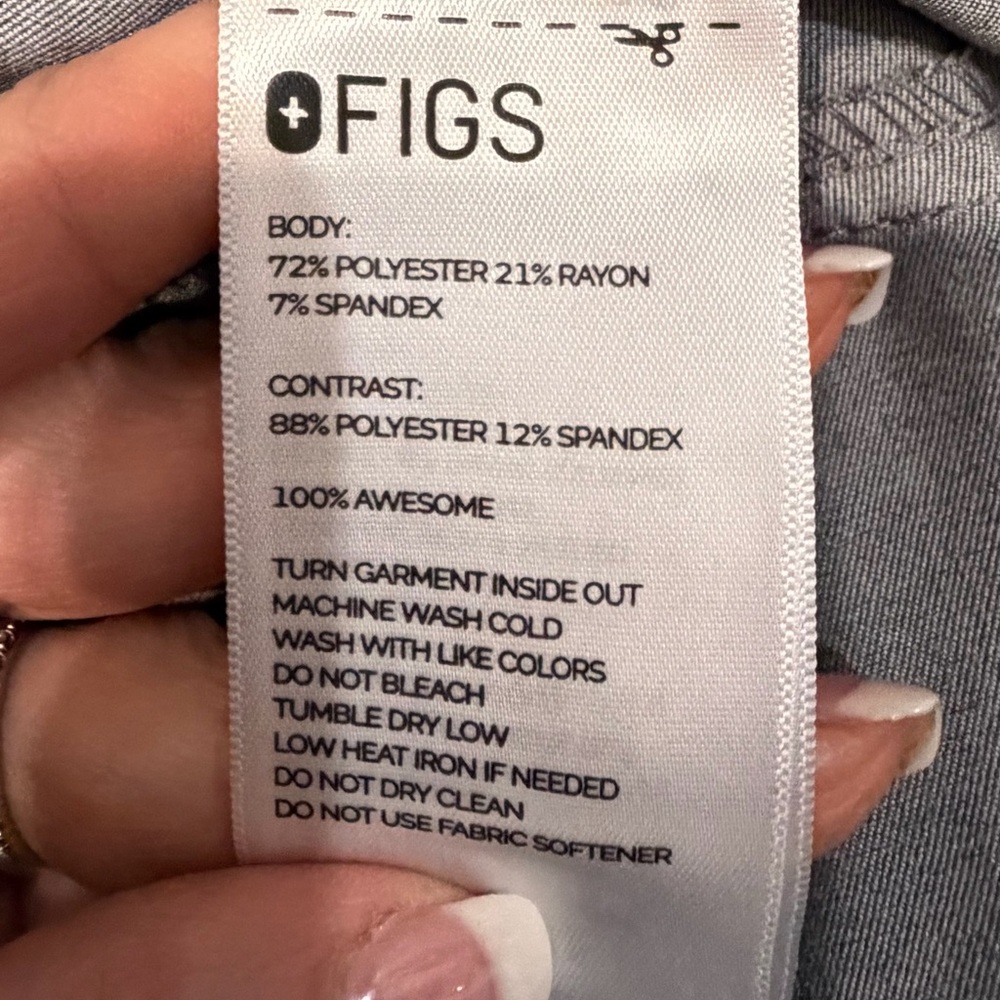 FIGS
BODY:
72% POLYESTER 21% RAYON
7% SPANDEX
CONTRAST:
88% POLYESTER 12% SPANDEX
100% AWESOME
TURN GARMENT INSIDE OUT
MACHINE WASH COLD
WASH WITH LIKE COLORS
DO NOT BLEACH
TUMBLE DRY LOW
LOW HEAT IRON IF NEEDED
DO NOT DRY CLEAN
DO NOT USE FABRIC SOFTENER